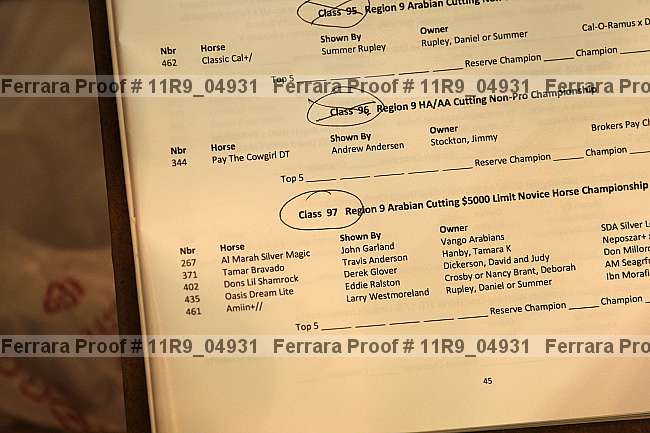 Class 95 Region 9 Arabian Cutting Non
Nbr Horse Shown By Owner
462 Classic Cal+/ Summer Rupley Rupley, Daniel or Summer Cal-O-Ramus x D
Top 5 Reserve Champion Champion
Ferrara Proof # 11R9_04931 Ferrara Proof # 11R9_04931 Ferrara Proof # 11R9
Class 96 Region 9 HA/AA Cutting Non-Pro Championship
Nbr Horse Shown By Owner
344 Pay The Cowgirl DT Andrew Andersen Stockton, Jimmy Brokers Pay C
Top 5 Reserve Champion Champion
Class 97 Region 9 Arabian Cutting $5000 Limit Novice Horse Championship
Nbr Horse Shown By Owner
267 Al Marah Silver Magic John Garland Vango Arabians SDA Silver L
371 Tamar Bravado Travis Anderson Hanby, Tamara K Neposzar+ x
402 Dons Lil Shamrock Derek Glover Dickerson, David and Judy Don Millord
435 Oasis Dream Lite Eddie Ralston Crosby or Nancy Brant, Deborah AM Seagrf
461 Amiin+// Larry Westmoreland Rupley, Daniel or Summer Ibn Morafi
Top 5 Reserve Champion Champion
Ferrara Proof # 11R9_04931 Ferrara Proof # 11R9_04931 Ferrara Proof # 11R9
45